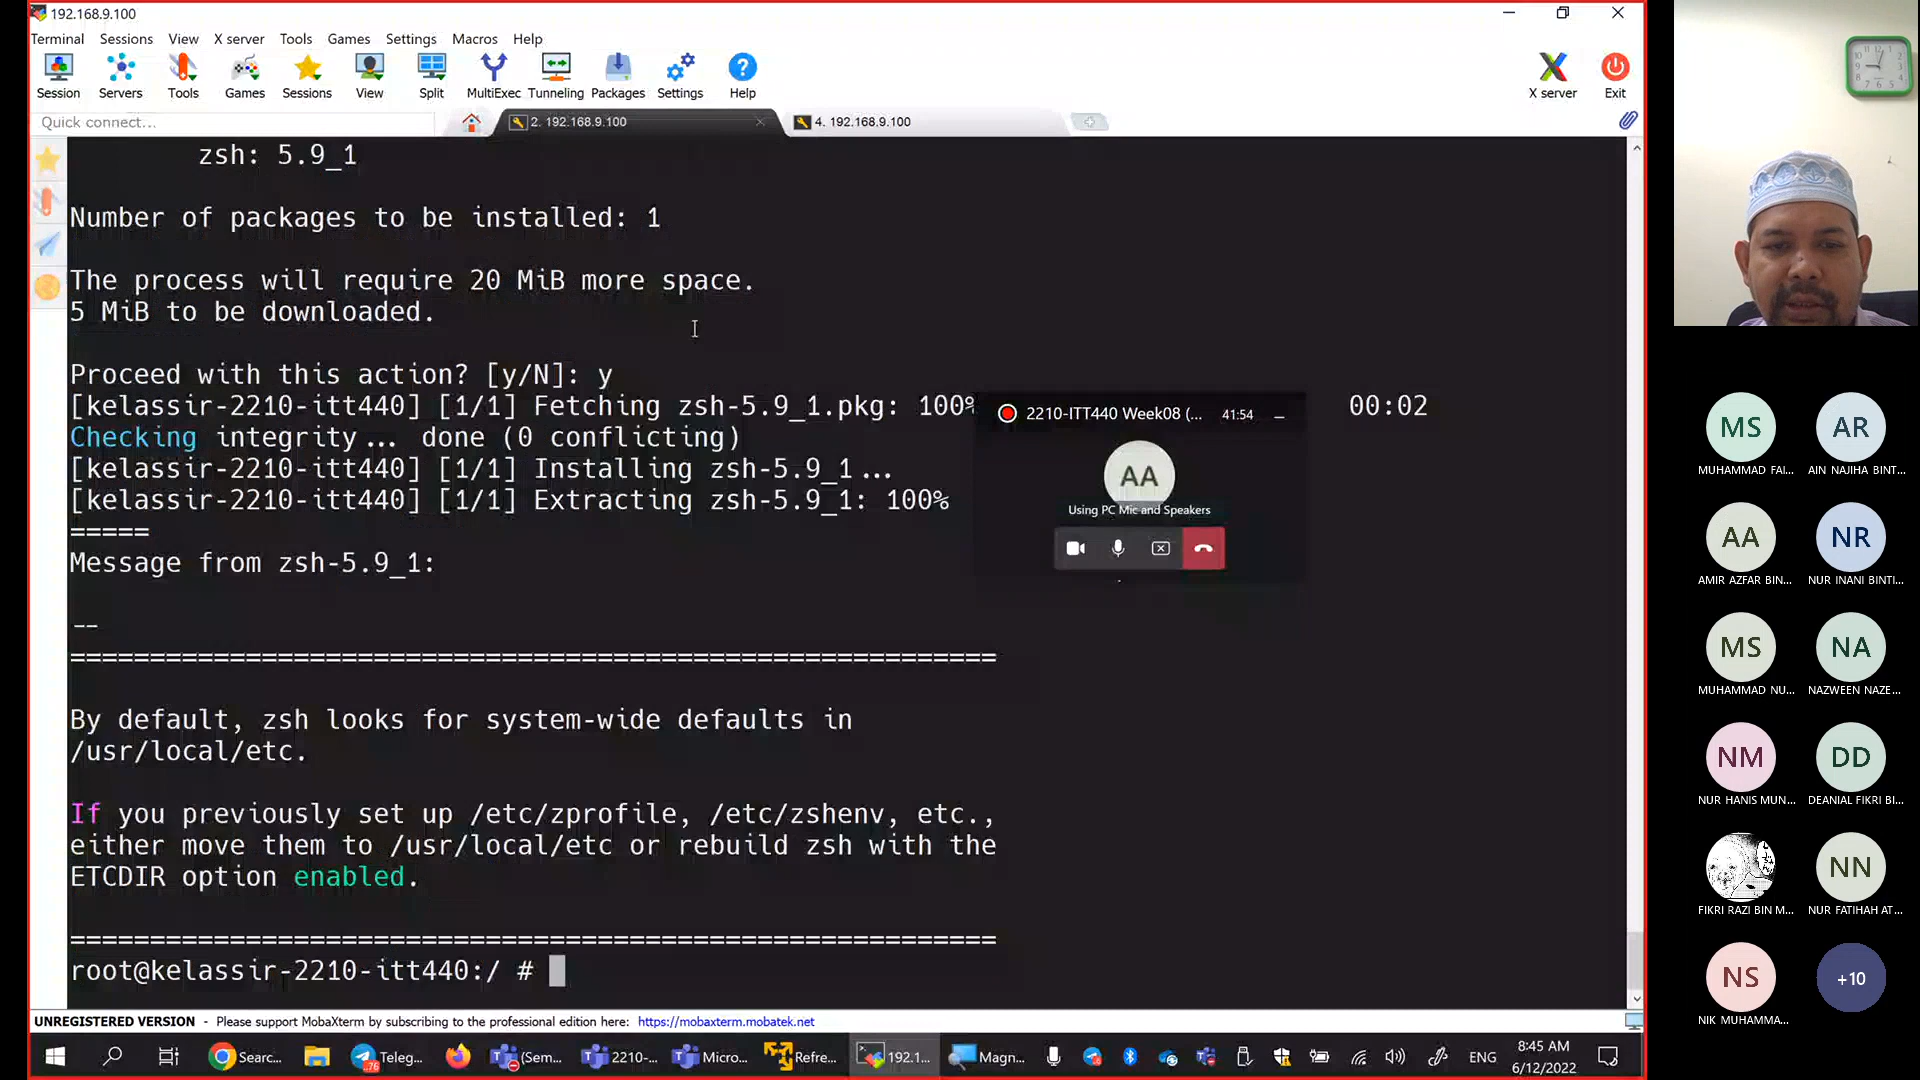 192.168.9.100
Terminal Sessions View X server Tools Games Settings Macros Help
Session Servers Tools Games Sessions View Split MultiExec Tunneling Packages Settings Help X server Exit
Quick connect...
2. 192.168.9.100
4. 192.168.9.100
zsh: 5.9_1
Number of packages to be installed: 1
The process will require 20 MiB more space.
5 MiB to be downloaded.
Proceed with this action? [y/N]: y
[kelassir-2210-itt440] [1/1] Fetching zsh-5.9_1.pkg: 100% 00:02
Checking integrity... done (0 conflicting)
[kelassir-2210-itt440] [1/1] Installing zsh-5.9_1...
[kelassir-2210-itt440] [1/1] Extracting zsh-5.9_1: 100%
=====
Message from zsh-5.9_1:
--
==========================================================
By default, zsh looks for system-wide defaults in
/usr/local/etc.
If you previously set up /etc/zprofile, /etc/zshenv, etc.,
either move them to /usr/local/etc or rebuild zsh with the
ETCDIR option enabled.
==========================================================
root@kelassir-2210-itt440:/ #
2210-ITT440 Week08 (... 41:54
AA
Using PC Mic and Speakers
UNREGISTERED VERSION - Please support MobaXterm by subscribing to the professional edition here: https://mobaxterm.mobatek.net
Searc... Teleg... (Sem... 2210-... Micro... Refre... 192.1... Magn... ENG
8:45 AM
6/12/2022
MS AR
MUHAMMAD FAI... AIN NAJIHA BINT...
AA NR
AMIR AZFAR BIN... NUR INANI BINTI...
MS NA
MUHAMMAD NU... NAZWEEN NAZE...
NM DD
NUR HANIS MUN... DEANIAL FIKRI BI...
NN
FIKRI RAZI BIN M... NUR FATIHAH AT...
NS +10
NIK MUHAMMA...